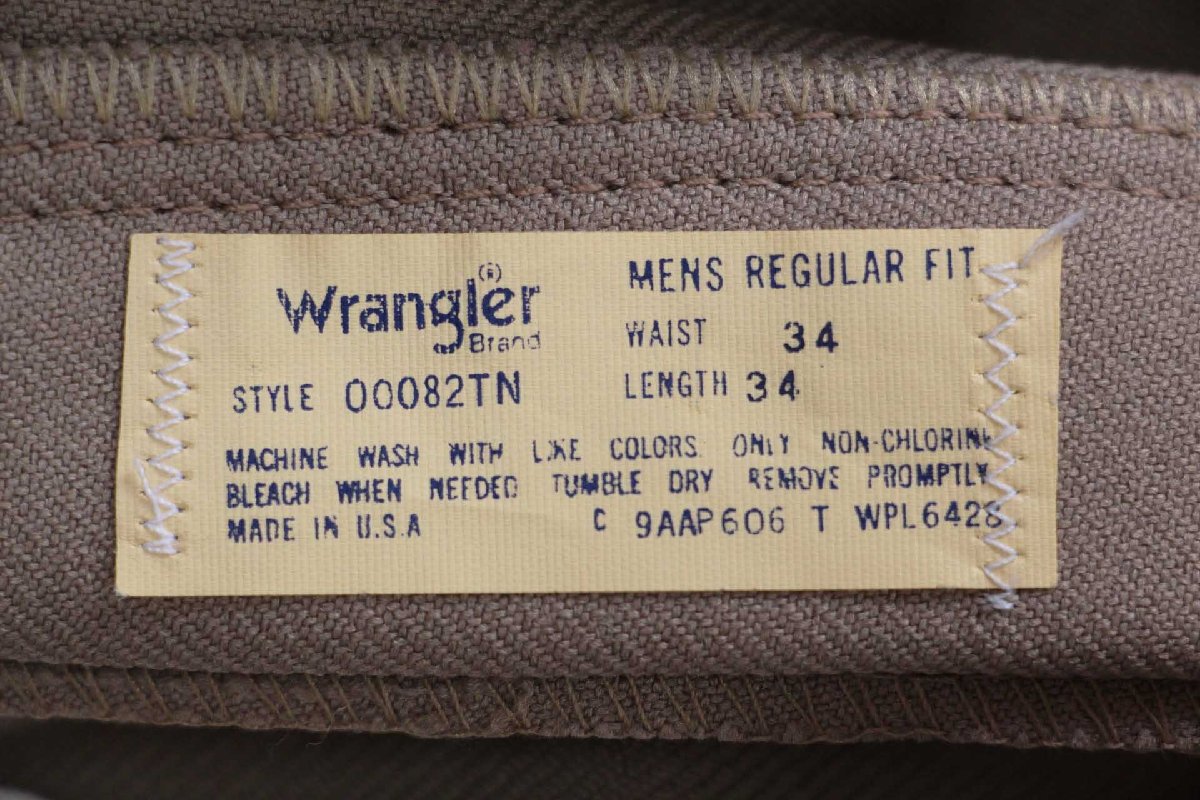 Wrangler®
Brand
STYLE 00082TN
MENS REGULAR FIT
WAIST 34
LENGTH 34
MACHINE WASH WITH LIKE COLORS ONLY NON-CHLORINE
BLEACH WHEN NEEDED TUMBLE DRY REMOVE PROMPTLY
MADE IN U.S.A C 9AAP606 T WPL6428